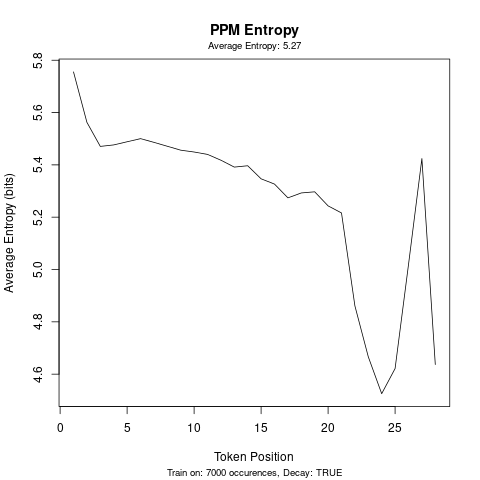 PPM Entropy
Average Entropy: 5.27
5.8
5.6
5.4
5.2
5.0
4.8
4.6
Average Entropy (bits)
0 5 10 15 20 25
Token Position
Train on: 7000 occurences, Decay: TRUE